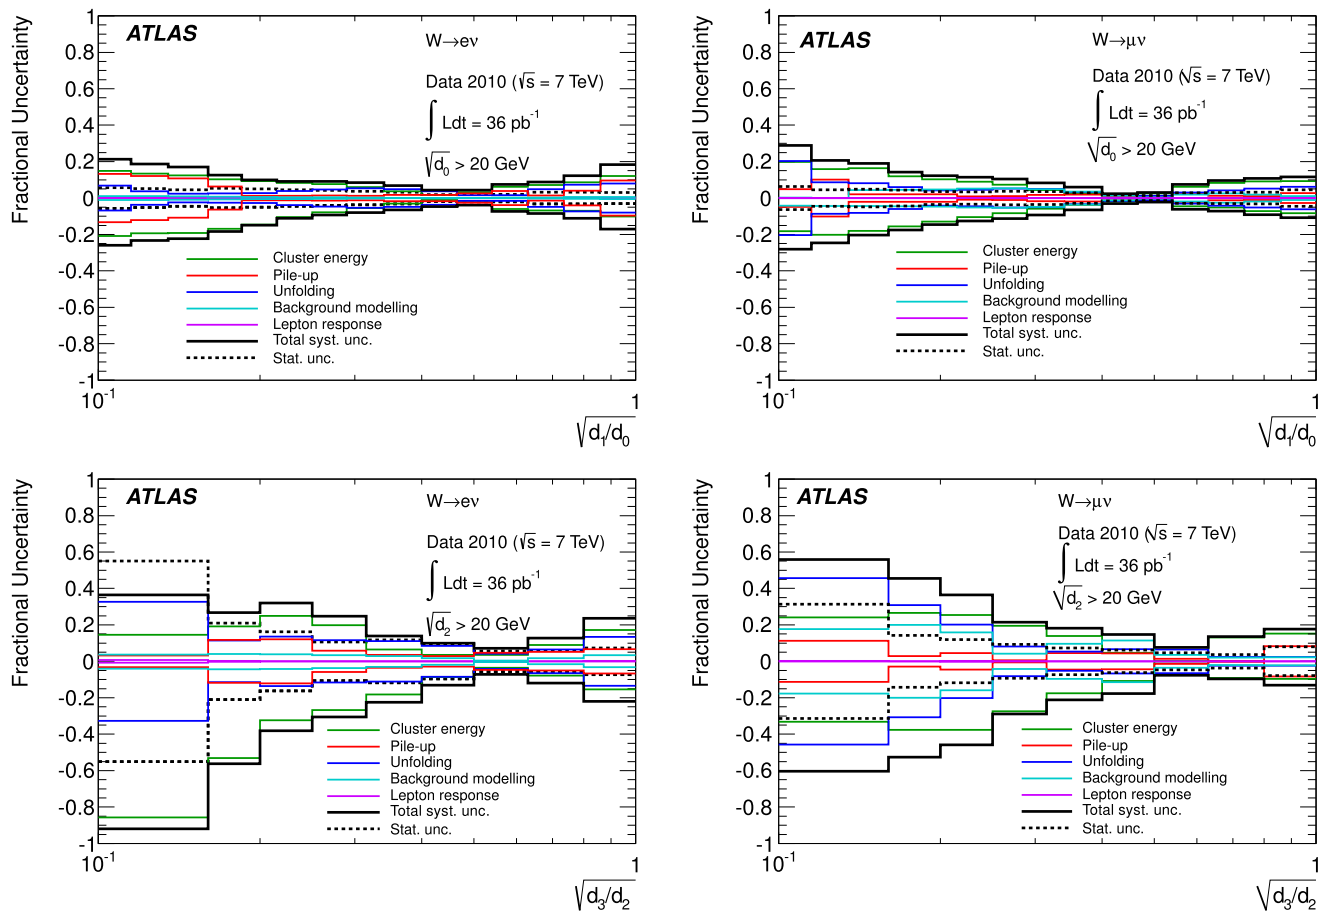 Fractional Uncertainty
1
0.8
0.6
0.4
0.2
0
-0.2
-0.4
-0.6
-0.8
-1
ATLAS
W→eν
Data 2010 (√s = 7 TeV)
∫ Ldt = 36 pb⁻¹
√d₀ > 20 GeV
Cluster energy
Pile-up
Unfolding
Background modelling
Lepton response
Total syst. unc.
Stat. unc.
10⁻¹ 1
√d₁/d₀
Fractional Uncertainty
1
0.8
0.6
0.4
0.2
0
-0.2
-0.4
-0.6
-0.8
-1
ATLAS
W→μν
Data 2010 (√s = 7 TeV)
∫ Ldt = 36 pb⁻¹
√d₀ > 20 GeV
Cluster energy
Pile-up
Unfolding
Background modelling
Lepton response
Total syst. unc.
Stat. unc.
10⁻¹ 1
√d₁/d₀
Fractional Uncertainty
1
0.8
0.6
0.4
0.2
0
-0.2
-0.4
-0.6
-0.8
-1
ATLAS
W→eν
Data 2010 (√s = 7 TeV)
∫ Ldt = 36 pb⁻¹
√d₂ > 20 GeV
Cluster energy
Pile-up
Unfolding
Background modelling
Lepton response
Total syst. unc.
Stat. unc.
10⁻¹ 1
√d₃/d₂
Fractional Uncertainty
1
0.8
0.6
0.4
0.2
0
-0.2
-0.4
-0.6
-0.8
-1
ATLAS
W→μν
Data 2010 (√s = 7 TeV)
∫ Ldt = 36 pb⁻¹
√d₂ > 20 GeV
Cluster energy
Pile-up
Unfolding
Background modelling
Lepton response
Total syst. unc.
Stat. unc.
10⁻¹ 1
√d₃/d₂